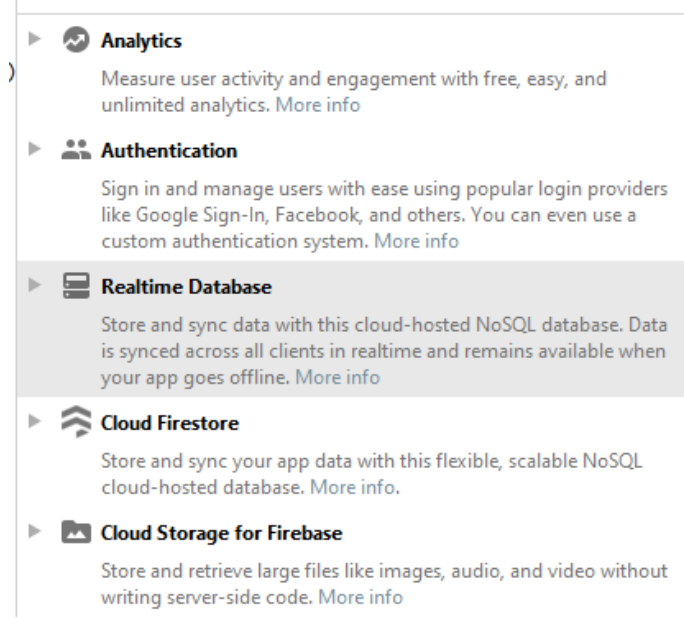 Analytics
Measure user activity and engagement with free, easy, and
unlimited analytics. More info
Authentication
Sign in and manage users with ease using popular login providers
like Google Sign-In, Facebook, and others. You can even use a
custom authentication system. More info
Realtime Database
Store and sync data with this cloud-hosted NoSQL database. Data
is synced across all clients in realtime and remains available when
your app goes offline. More info
Cloud Firestore
Store and sync your app data with this flexible, scalable NoSQL
cloud-hosted database. More info.
Cloud Storage for Firebase
Store and retrieve large files like images, audio, and video without
writing server-side code. More info